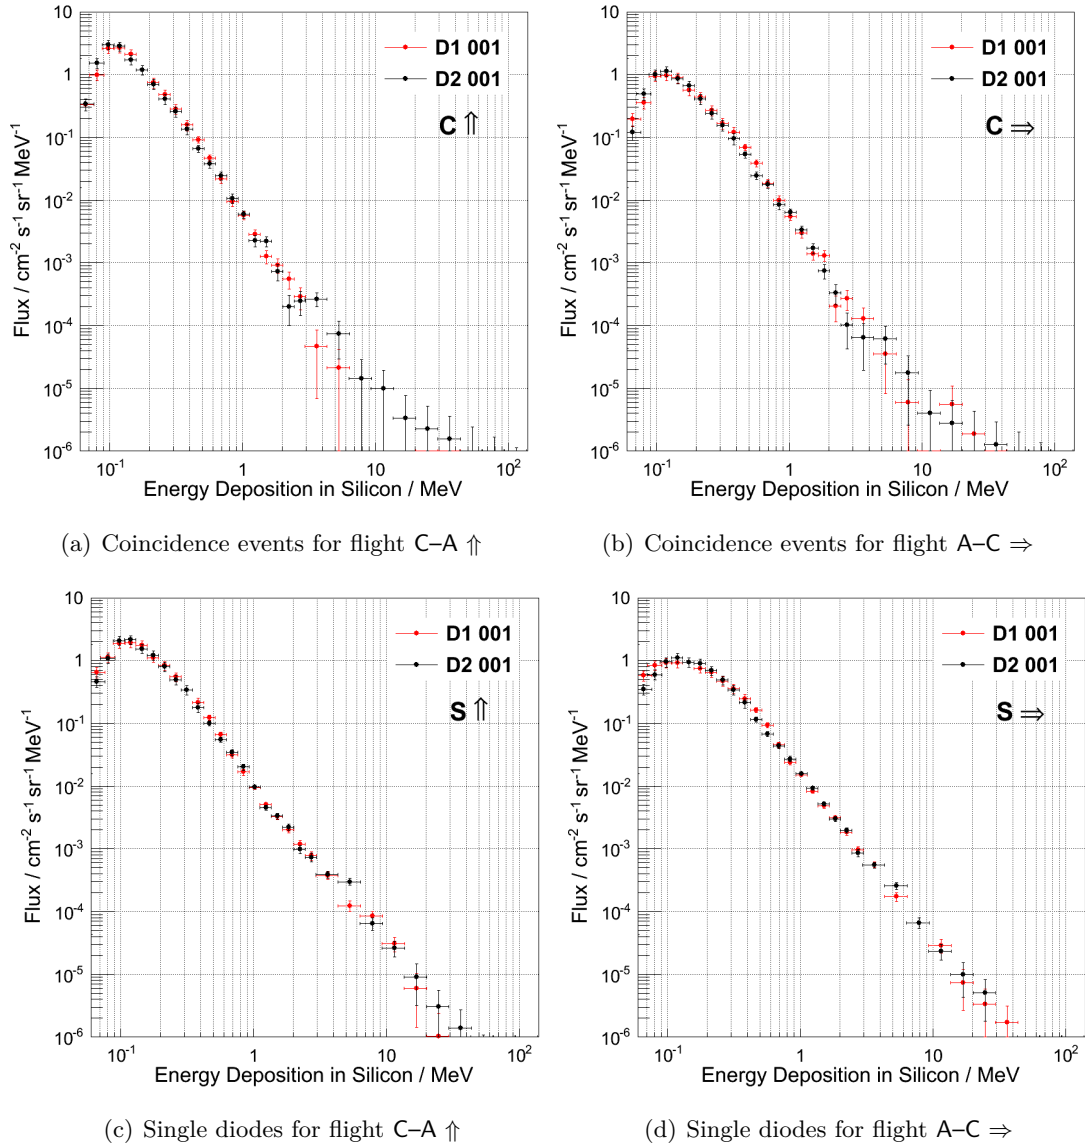 10
1
10⁻¹
10⁻²
10⁻³
10⁻⁴
10⁻⁵
10⁻⁶
Flux / cm⁻² s⁻¹ sr⁻¹ MeV⁻¹
D1 001
D2 001
C ⇑
10⁻¹ 1 10 10²
Energy Deposition in Silicon / MeV
(a) Coincidence events for flight C–A ⇑
10
1
10⁻¹
10⁻²
10⁻³
10⁻⁴
10⁻⁵
10⁻⁶
Flux / cm⁻² s⁻¹ sr⁻¹ MeV⁻¹
D1 001
D2 001
C ⇒
10⁻¹ 1 10 10²
Energy Deposition in Silicon / MeV
(b) Coincidence events for flight A–C ⇒
10
1
10⁻¹
10⁻²
10⁻³
10⁻⁴
10⁻⁵
10⁻⁶
Flux / cm⁻² s⁻¹ sr⁻¹ MeV⁻¹
D1 001
D2 001
S ⇑
10⁻¹ 1 10 10²
Energy Deposition in Silicon / MeV
(c) Single diodes for flight C–A ⇑
10
1
10⁻¹
10⁻²
10⁻³
10⁻⁴
10⁻⁵
10⁻⁶
Flux / cm⁻² s⁻¹ sr⁻¹ MeV⁻¹
D1 001
D2 001
S ⇒
10⁻¹ 1 10 10²
Energy Deposition in Silicon / MeV
(d) Single diodes for flight A–C ⇒